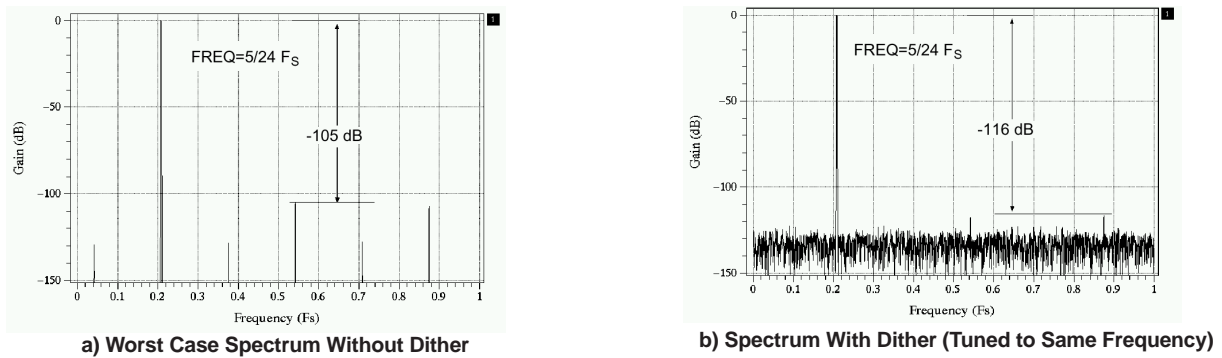 1
0
−50
−100
−150
Gain (dB)
FREQ=5/24 FS
-105 dB
0 0.1 0.2 0.3 0.4 0.5 0.6 0.7 0.8 0.9 1
Frequency (Fs)
a) Worst Case Spectrum Without Dither
1
0
−50
−100
−150
Gain (dB)
FREQ=5/24 FS
-116 dB
0 0.1 0.2 0.3 0.4 0.5 0.6 0.7 0.8 0.9 1
Frequency (Fs)
b) Spectrum With Dither (Tuned to Same Frequency)